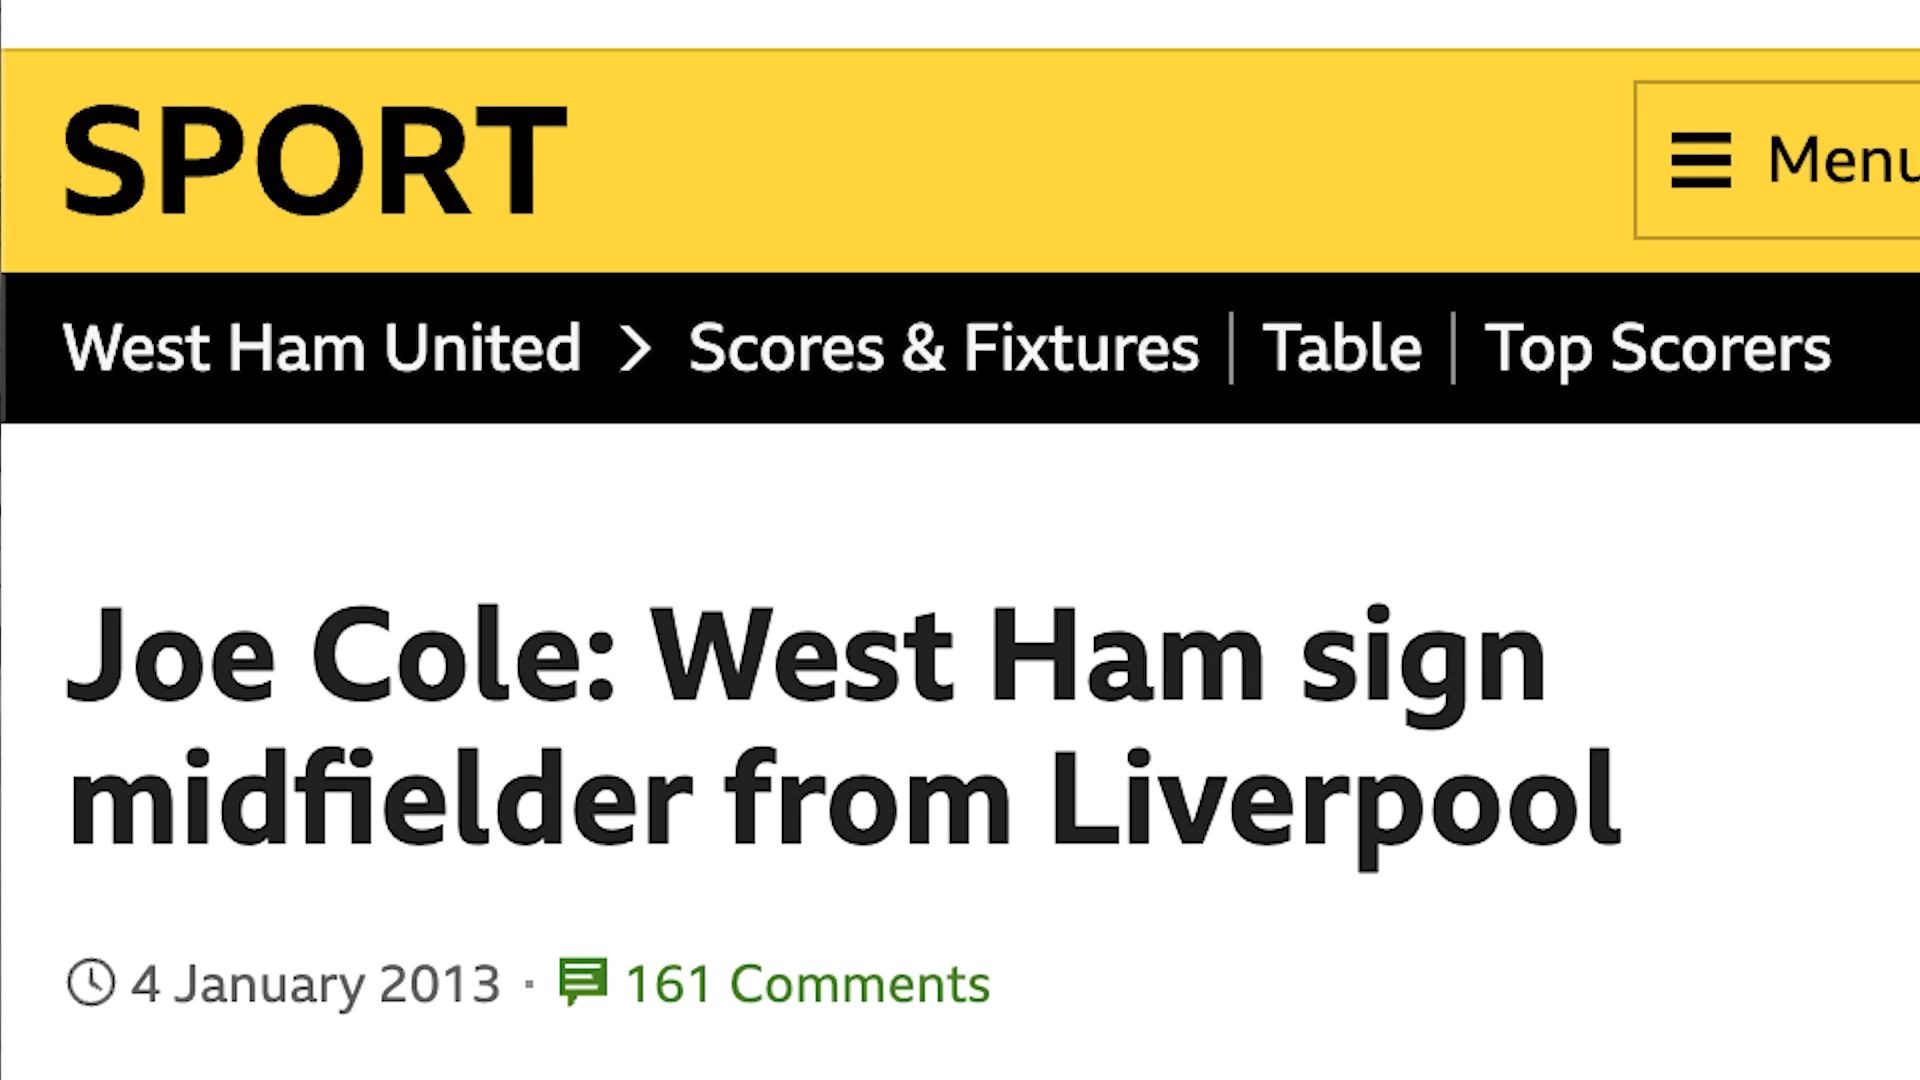 SPORT
Menu
West Ham United > Scores & Fixtures | Table | Top Scorers
Joe Cole: West Ham sign
midfielder from Liverpool
4 January 2013 · 161 Comments